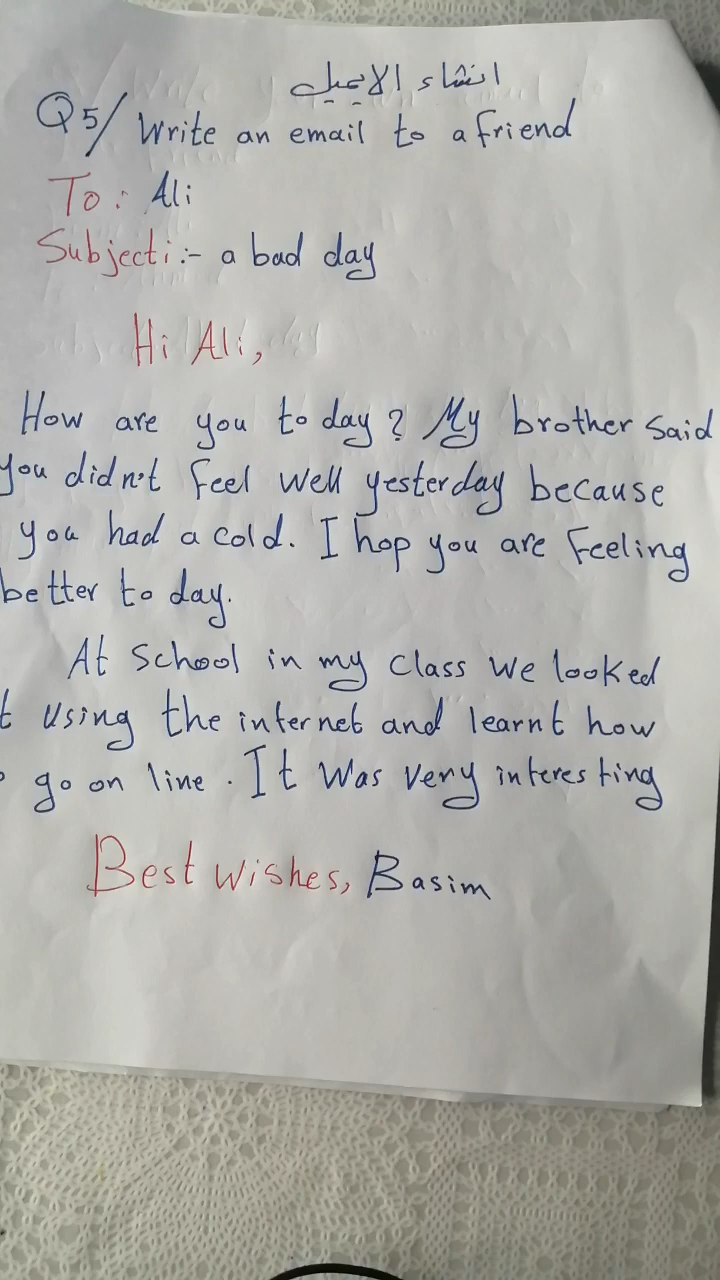 انشاء الايميل
Q5/ Write an email to a friend
To: Ali
Subjecti:- a bad day
Hi Ali,
How are you to day? My brother said
you didn't feel well yesterday because
you had a cold. I hop you are feeling
better to day.
At school in my class we looked
t using the internet and learnt how
o go on line. It was very interesting
Best wishes, Basim